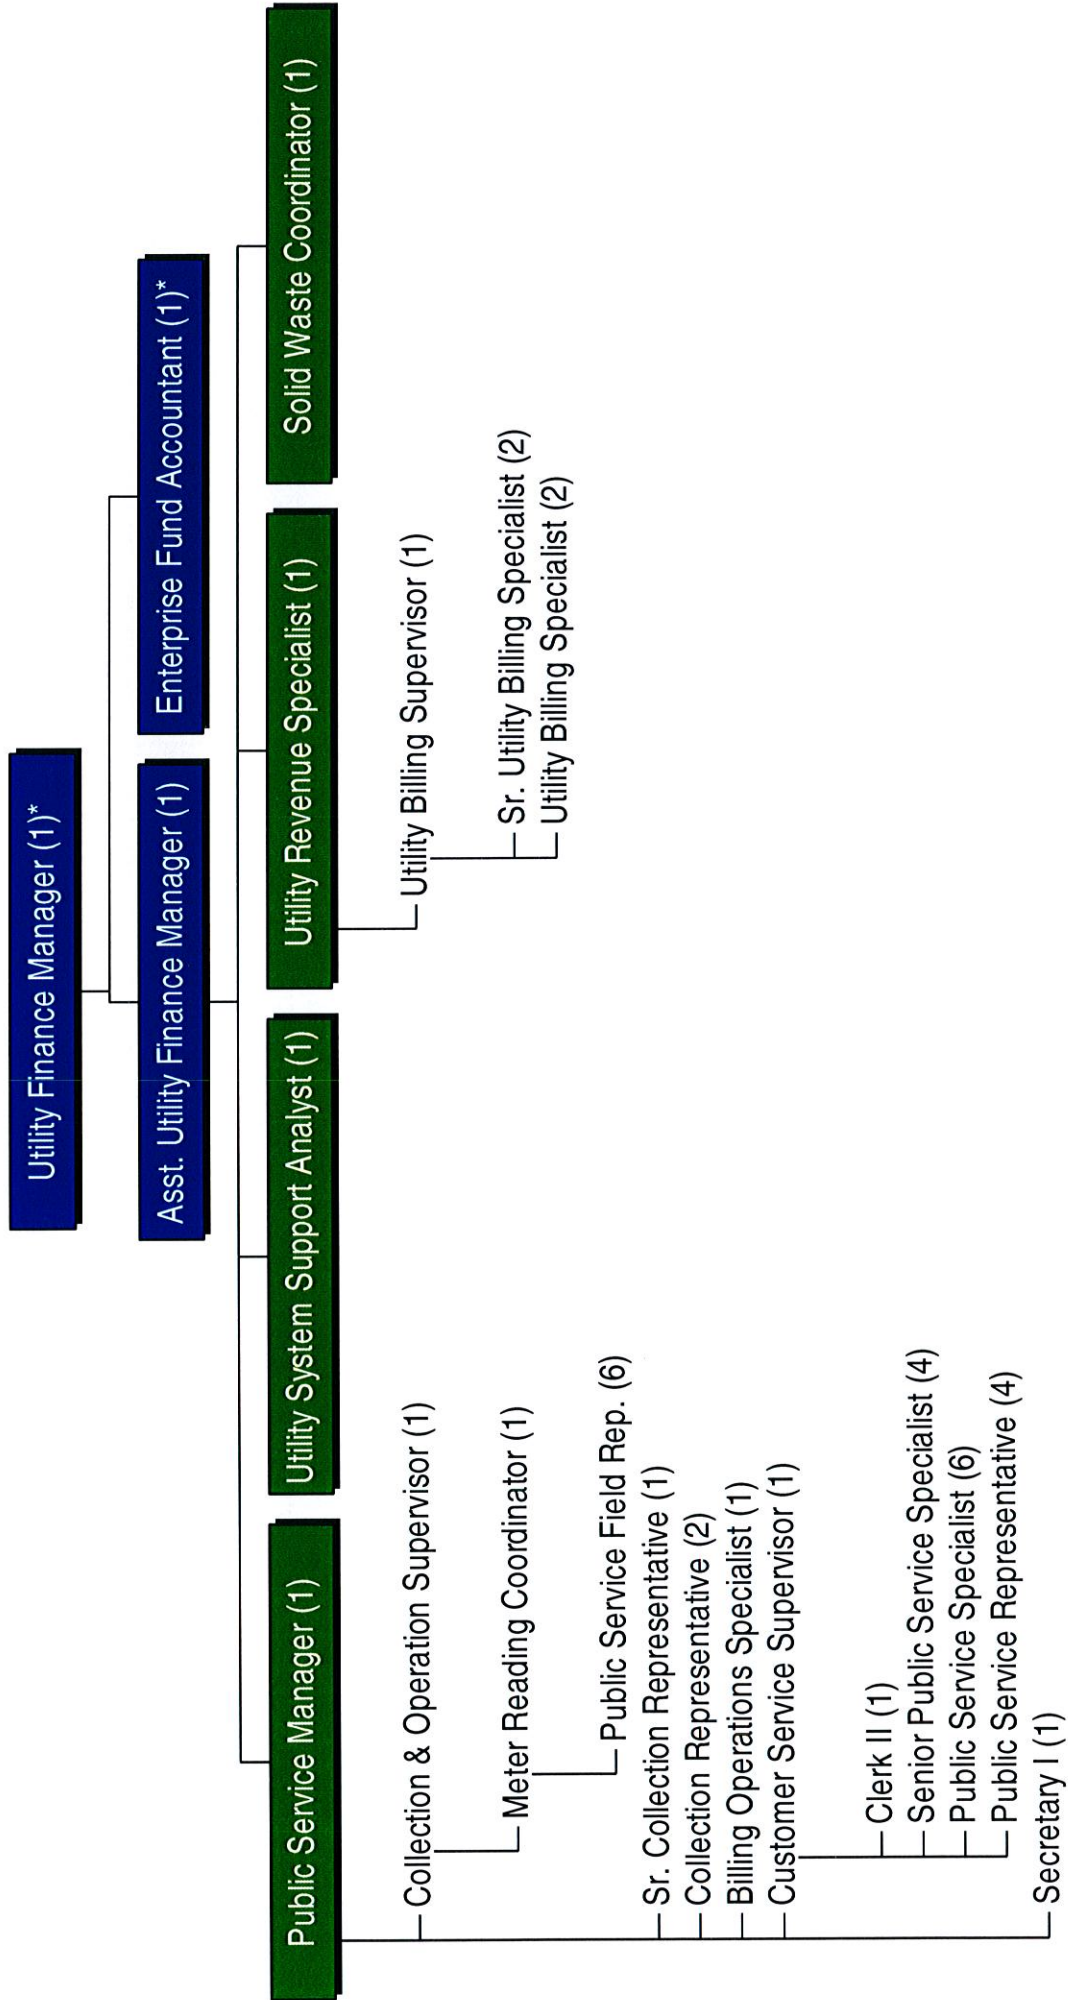 Utility Finance Manager (1)*
Asst. Utility Finance Manager (1)
Enterprise Fund Accountant (1)*
Public Service Manager (1)
Utility System Support Analyst (1)
Utility Revenue Specialist (1)
Solid Waste Coordinator (1)
Collection & Operation Supervisor (1)
Meter Reading Coordinator (1)
Public Service Field Rep. (6)
Sr. Collection Representative (1)
Collection Representative (2)
Billing Operations Specialist (1)
Customer Service Supervisor (1)
Clerk II (1)
Senior Public Service Specialist (4)
Public Service Specialist (6)
Public Service Representative (4)
Secretary I (1)
Utility Billing Supervisor (1)
Sr. Utility Billing Specialist (2)
Utility Billing Specialist (2)